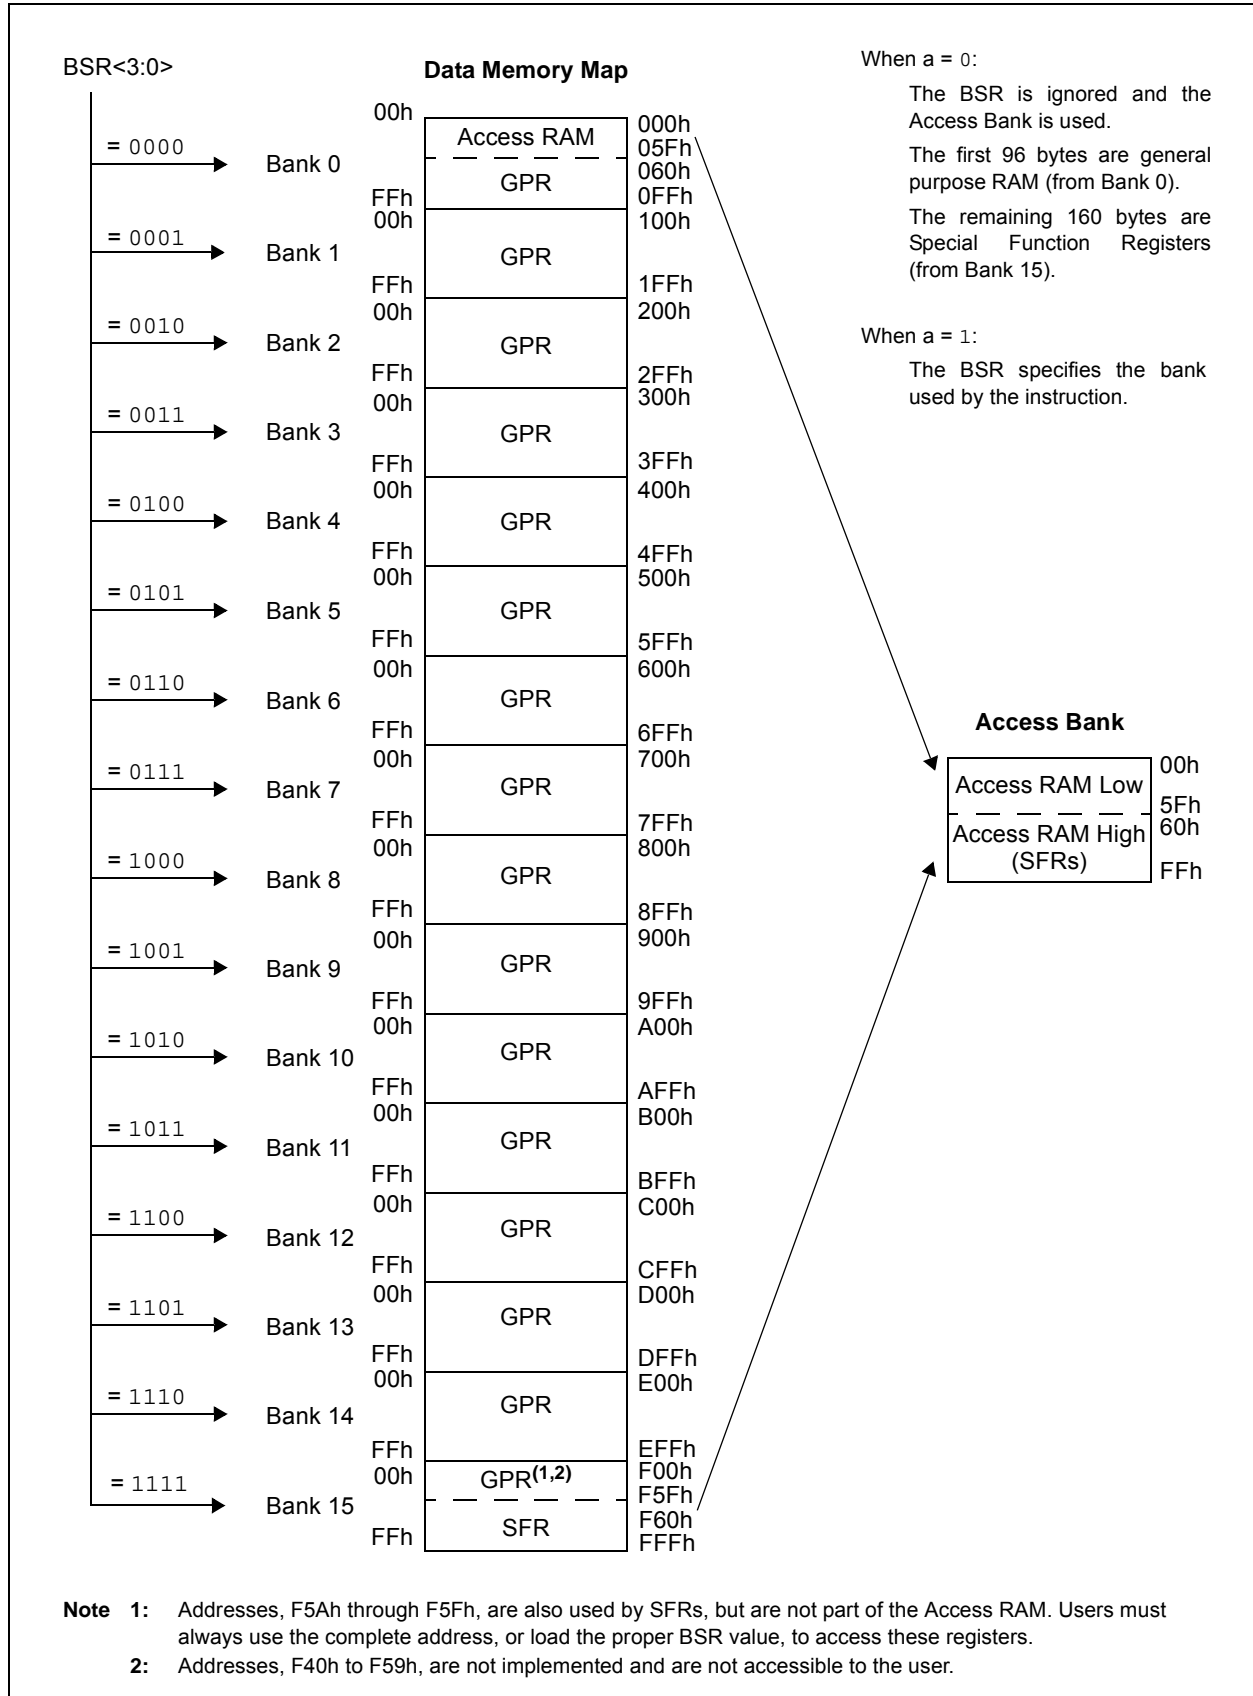 BSR<3:0>
Data Memory Map
When a = 0:
The BSR is ignored and the
Access Bank is used.
The first 96 bytes are general
purpose RAM (from Bank 0).
The remaining 160 bytes are
Special Function Registers
(from Bank 15).
When a = 1:
The BSR specifies the bank
used by the instruction.
= 0000
Bank 0
00h
FFh
Access RAM
GPR
000h
05Fh
060h
0FFh
= 0001
Bank 1
00h
FFh
GPR
100h
1FFh
= 0010
Bank 2
00h
FFh
GPR
200h
2FFh
= 0011
Bank 3
00h
FFh
GPR
300h
3FFh
= 0100
Bank 4
00h
FFh
GPR
400h
4FFh
= 0101
Bank 5
00h
FFh
GPR
500h
5FFh
= 0110
Bank 6
00h
FFh
GPR
600h
6FFh
= 0111
Bank 7
00h
FFh
GPR
700h
7FFh
= 1000
Bank 8
00h
FFh
GPR
800h
8FFh
= 1001
Bank 9
00h
FFh
GPR
900h
9FFh
= 1010
Bank 10
00h
FFh
GPR
A00h
AFFh
= 1011
Bank 11
00h
FFh
GPR
B00h
BFFh
= 1100
Bank 12
00h
FFh
GPR
C00h
CFFh
= 1101
Bank 13
00h
FFh
GPR
D00h
DFFh
= 1110
Bank 14
00h
FFh
GPR
E00h
EFFh
= 1111
Bank 15
00h
FFh
GPR(1,2)
SFR
F00h
F5Fh
F60h
FFFh
Access Bank
Access RAM Low
Access RAM High
(SFRs)
00h
5Fh
60h
FFh
Note 1: Addresses, F5Ah through F5Fh, are also used by SFRs, but are not part of the Access RAM. Users must
always use the complete address, or load the proper BSR value, to access these registers.
2: Addresses, F40h to F59h, are not implemented and are not accessible to the user.